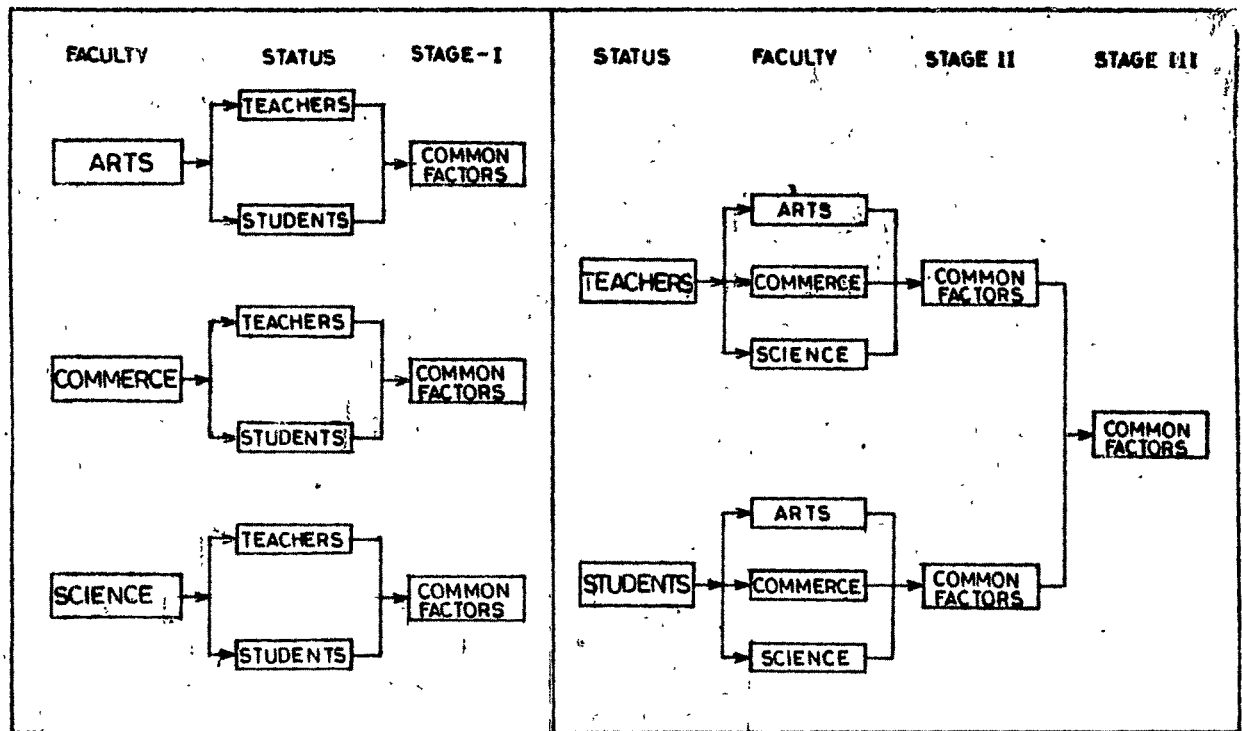 FACULTY STATUS STAGE-I
TEACHERS
ARTS
COMMON
FACTORS
STUDENTS
TEACHERS
COMMERCE
COMMON
FACTORS
STUDENTS
TEACHERS
SCIENCE
COMMON
FACTORS
STUDENTS
STATUS FACULTY STAGE II STAGE III
ARTS
TEACHERS
COMMERCE
COMMON
FACTORS
SCIENCE
COMMON
FACTORS
ARTS
STUDENTS
COMMERCE
COMMON
FACTORS
SCIENCE